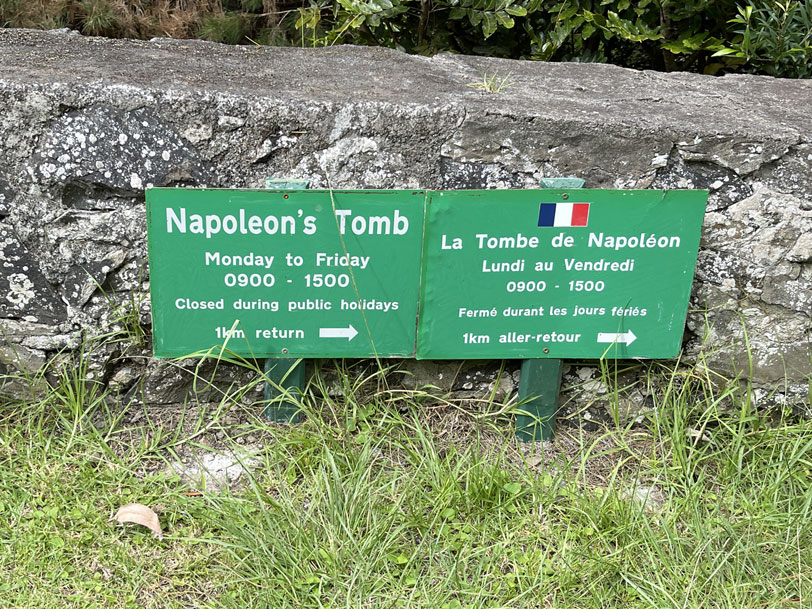 Napoleon's Tomb
Monday to Friday
0900 - 1500
Closed during public holidays
1km return
La Tombe de Napoléon
Lundi au Vendredi
0900 - 1500
Fermé durant les jours fériés
1km aller-retour